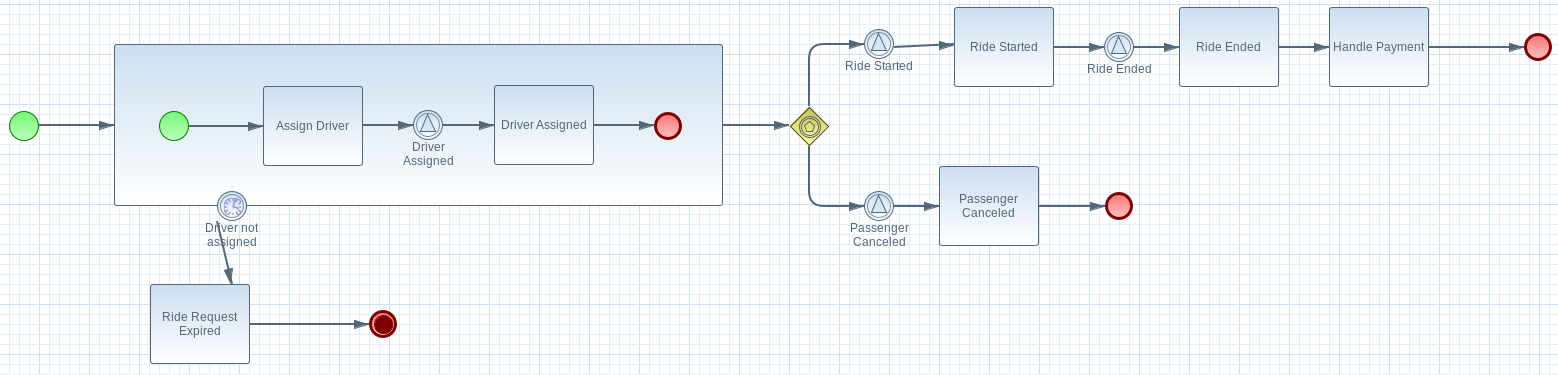 Ride Started
Ride Started
Ride Ended
Ride Ended
Handle Payment
Assign Driver
Driver
Assigned
Driver Assigned
Driver not
assigned
Passenger
Canceled
Passenger
Canceled
Ride Request
Expired